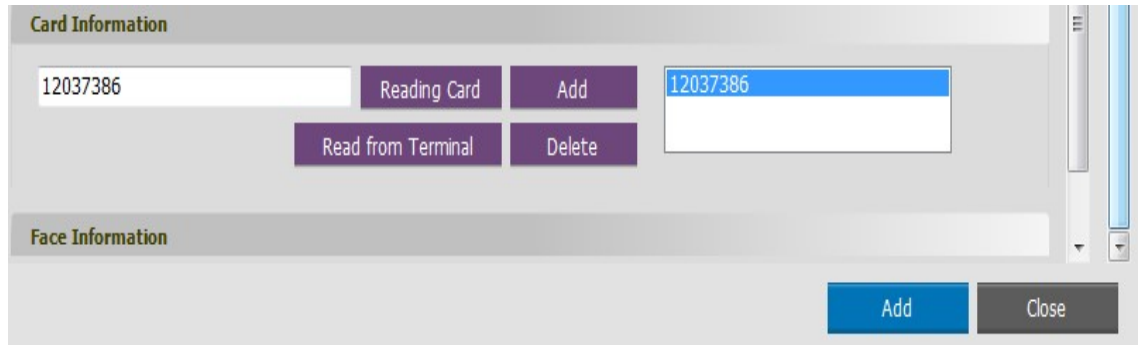 Card Information
12037386 Reading Card Add 12037386
Read from Terminal Delete
Face Information
Add Close